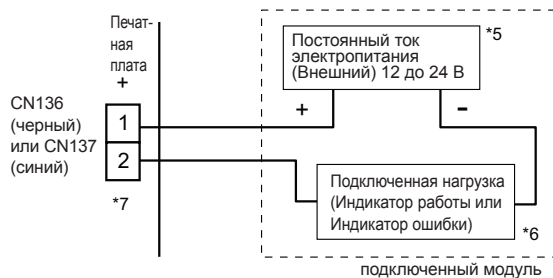 Печат-
ная
плата
+
CN136
(черный)
или CN137
(синий)
1
2
*7
Постоянный ток
электропитания
(Внешний) 12 до 24 В
*5
+
-
Подключенная нагрузка
(Индикатор работы или
Индикатор ошибки)
*6
подключенный модуль